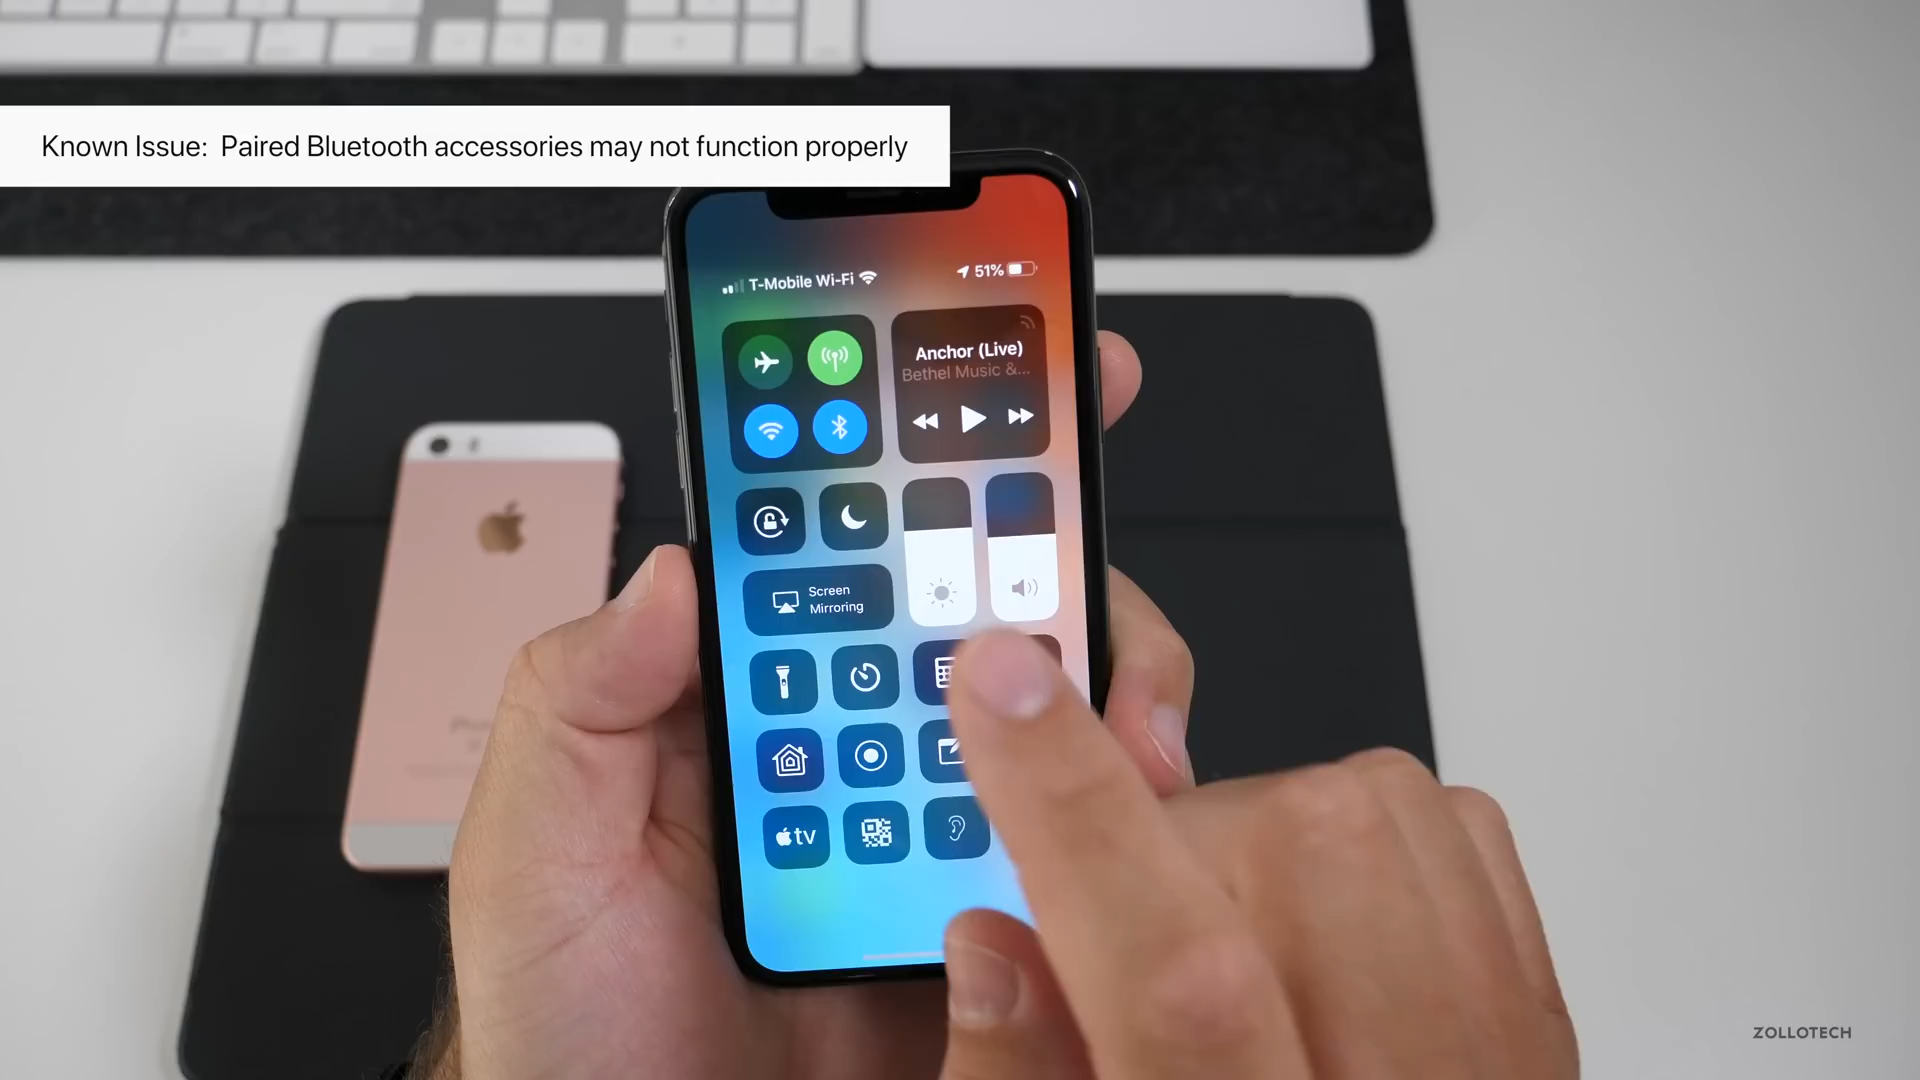 Known Issue: Paired Bluetooth accessories may not function properly
T-Mobile Wi-Fi
51%
Anchor (Live)
Bethel Music &...
Screen
Mirroring
tv
ZOLLOTECH